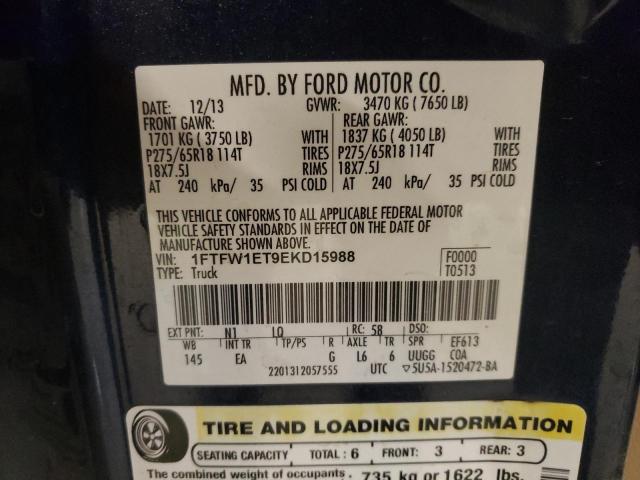 MFD. BY FORD MOTOR CO.
DATE: 12/13 GVWR: 3470 KG ( 7650 LB)
FRONT GAWR: REAR GAWR:
1701 KG ( 3750 LB) WITH 1837 KG ( 4050 LB) WITH
P275/65R18 114T TIRES P275/65R18 114T TIRES
18X7.5J RIMS 18X7.5J RIMS
AT 240 kPa/ 35 PSI COLD AT 240 kPa/ 35 PSI COLD
THIS VEHICLE CONFORMS TO ALL APPLICABLE FEDERAL MOTOR
VEHICLE SAFETY STANDARDS IN EFFECT ON THE DATE OF
MANUFACTURE SHOWN ABOVE.
VIN: 1FTFW1ET9EKD15988 F0000
TYPE: Truck T0513
EXT PNT: N1 LQ RC: 58 DSO:
WB INT TR TP/PS R AXLE TR SPR EF613
145 EA G L6 6 UUGG COA
2201312057555 UTC ▽5U5A-1520472-BA
TIRE AND LOADING INFORMATION
SEATING CAPACITY TOTAL : 6 FRONT: 3 REAR: 3
The combined weight of occupants 735 kg or 1622 lbs.